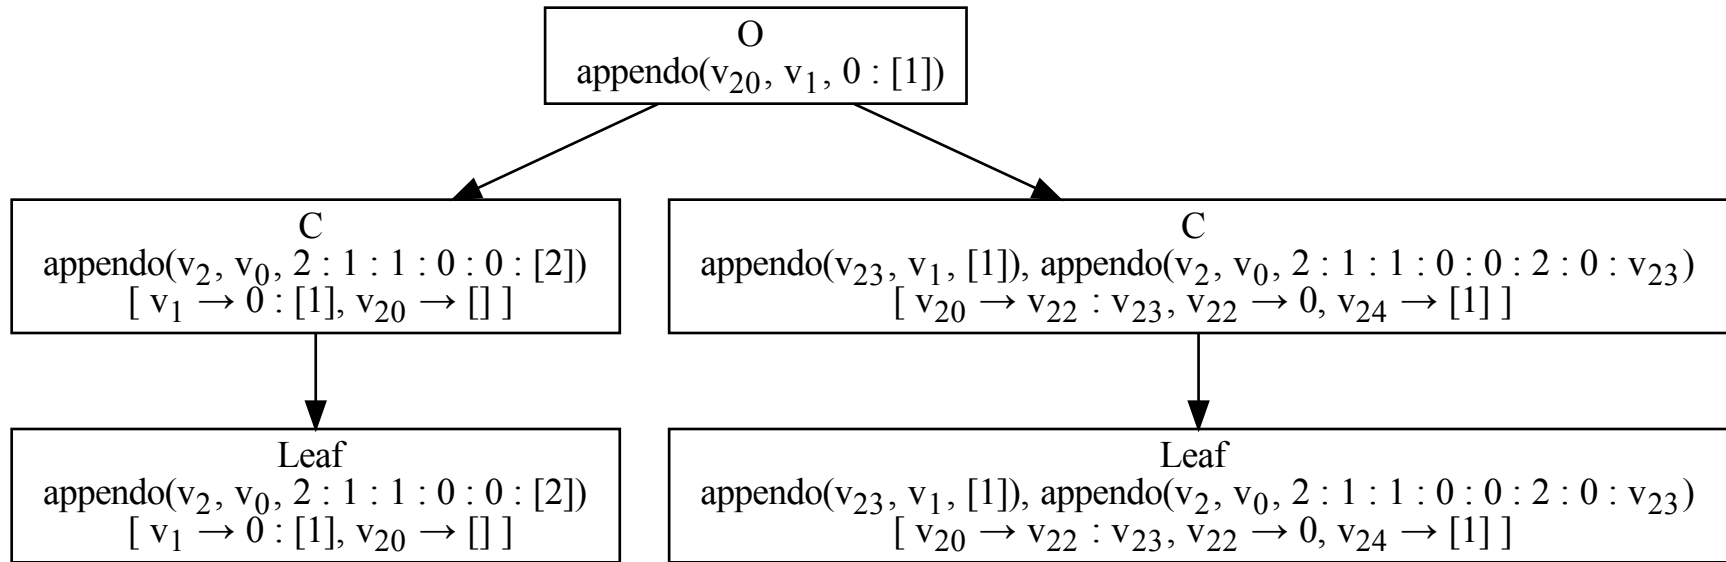 O
appendo(v₂₀, v₁, 0 : [1])
C
appendo(v₂, v₀, 2 : 1 : 1 : 0 : 0 : [2])
[ v₁ → 0 : [1], v₂₀ → [] ]
C
appendo(v₂₃, v₁, [1]), appendo(v₂, v₀, 2 : 1 : 1 : 0 : 0 : 2 : 0 : v₂₃)
[ v₂₀ → v₂₂ : v₂₃, v₂₂ → 0, v₂₄ → [1] ]
Leaf
appendo(v₂, v₀, 2 : 1 : 1 : 0 : 0 : [2])
[ v₁ → 0 : [1], v₂₀ → [] ]
Leaf
appendo(v₂₃, v₁, [1]), appendo(v₂, v₀, 2 : 1 : 1 : 0 : 0 : 2 : 0 : v₂₃)
[ v₂₀ → v₂₂ : v₂₃, v₂₂ → 0, v₂₄ → [1] ]